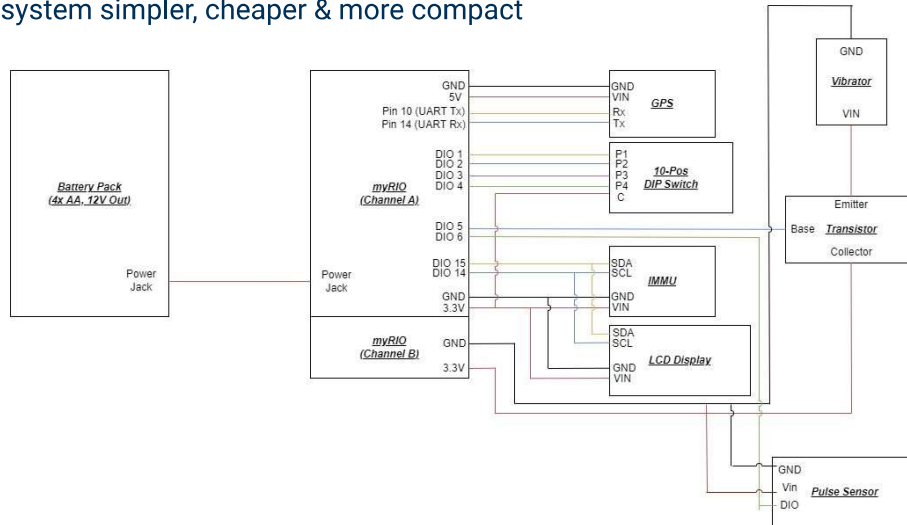 system simpler, cheaper & more compact
Battery Pack
(4x AA, 12V Out)
Power
Jack
GND
5V
Pin 10 (UART Tx)
Pin 14 (UART Rx)
DIO 1
DIO 2
DIO 3
DIO 4
myRIO
(Channel A)
DIO 5
DIO 6
DIO 15
DIO 14
Power
Jack
GND
3.3V
myRIO
(Channel B)
GND
3.3V
GND
VIN
Rx
Tx
GPS
P1
P2
P3
P4
C
10-Pos
DIP Switch
SDA
SCL
GND
VIN
IMMU
SDA
SCL
GND
VIN
LCD Display
GND
Vibrator
VIN
Emitter
Base Transistor
Collector
GND
Vin
DIO
Pulse Sensor